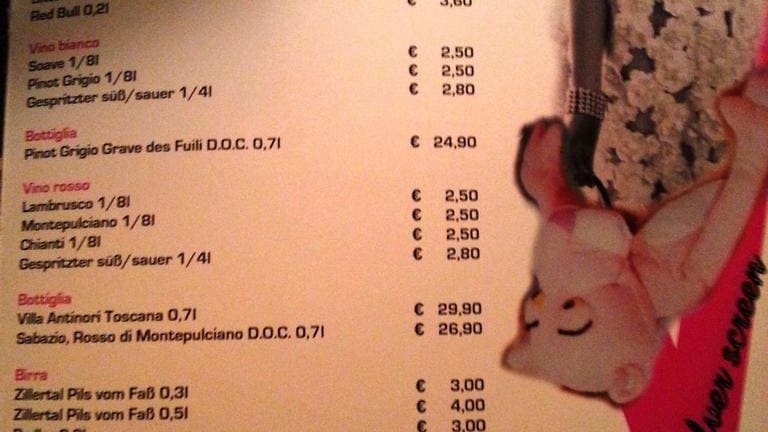 Red Bull 0,2l € 3,60
Vino bianco
Soave 1/8l € 2,50
Pinot Grigio 1/8l € 2,50
Gespritzter süß/sauer 1/4l € 2,80
Bottiglia
Pinot Grigio Grave des Fuili D.O.C. 0,7l € 24,90
Vino rosso
Lambrusco 1/8l € 2,50
Montepulciano 1/8l € 2,50
Chianti 1/8l € 2,50
Gespritzter süß/sauer 1/4l € 2,80
Bottiglia
Villa Antinori Toscana 0,7l € 29,90
Sabazio, Rosso di Montepulciano D.O.C. 0,7l € 26,90
Birra
Zillertal Pils vom Faß 0,3l € 3,00
Zillertal Pils vom Faß 0,5l € 4,00
€ 3,00
screen